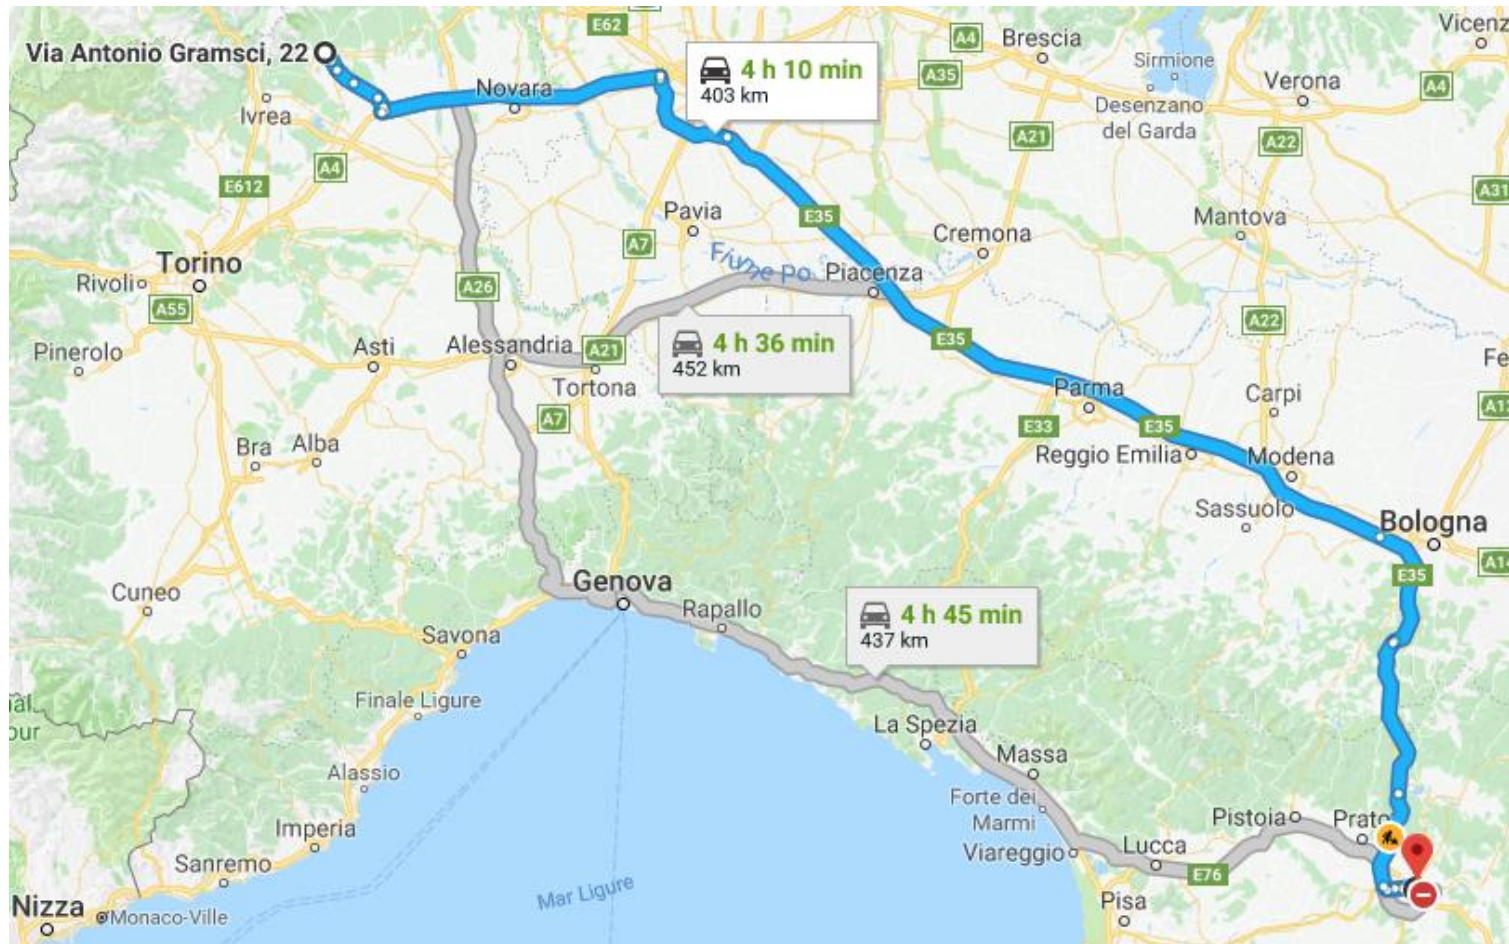 Via Antonio Gramsci, 22
E62
A4
Brescia
Vicenz
4 h 10 min
403 km
A35
Sirmione
Verona
A4
Novara
Ivrea
Desenzano
del Garda
A21
A22
A4
E612
A31
Pavia
E35
Mantova
Cremona
A7
Fiume Po
Torino
Rivoli
Piacenza
A26
A55
A22
Pinerolo
Asti
Alessandria
A21
4 h 36 min
452 km
E35
Fe
Tortona
Parma
Carpi
A7
E33
E35
A13
Bra
Alba
Reggio Emilia
Modena
Sassuolo
Bologna
A14
E35
Cuneo
Genova
Rapallo
4 h 45 min
437 km
Savona
Finale Ligure
La Spezia
Massa
Alassio
Forte dei
Marmi
Pistoia
Prato
Imperia
Viareggio
Lucca
Sanremo
E76
Mar Ligure
Nizza
Monaco-Ville
Pisa